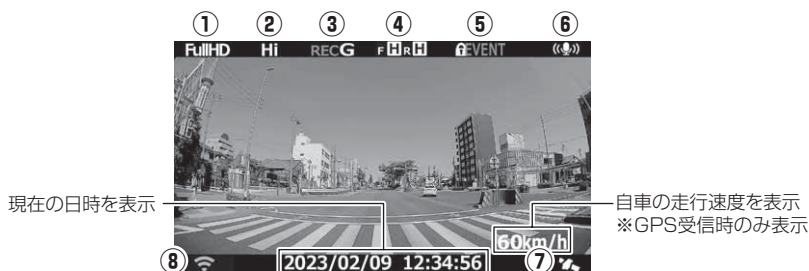 ① ② ③ ④ ⑤ ⑥
FullHD Hi RECG F H R H EVENT
現在の日時を表示
自車の走行速度を表示
※GPS受信時のみ表示
60km/h
⑧ 2023/02/09 12:34:56 ⑦